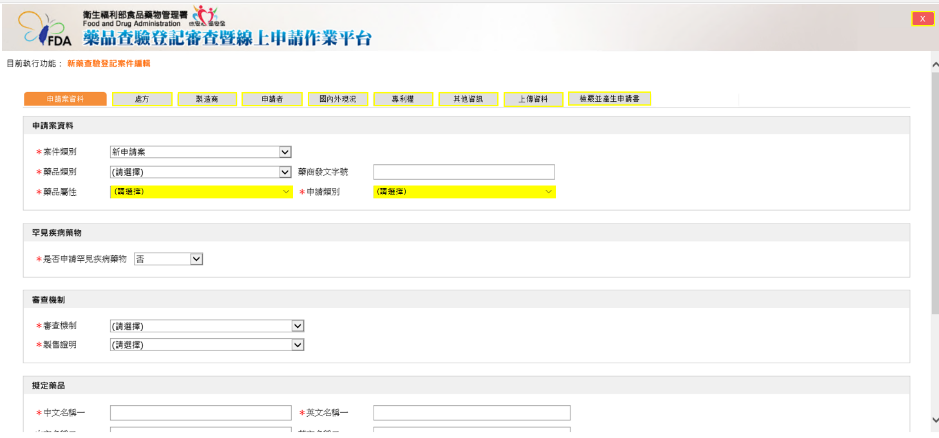 衛生福利部食品藥物管理署
Food and Drug Administration
FDA 藥品查驗登記審查暨線上申請作業平台
X
目前執行功能： 新藥查驗登記案件編輯
申請案資料 處方 製造商 申請者 國內外現況 專利權 其他資訊 上傳資料 檢嚴並產生申請書
申請案資料
*案件類別 新申請案
*藥品類別 (請選擇) 藥商發文字號
*藥品屬性 (請選擇) *申請類別 (請選擇)
罕見疾病藥物
*是否申請罕見疾病藥物 否
審查機制
*審查機制 (請選擇)
*製售證明 (請選擇)
擬定藥品
*中文名稱一 *英文名稱一